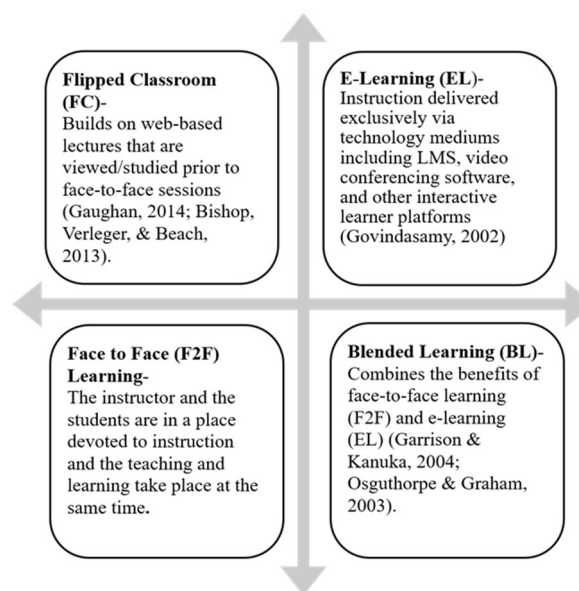 Flipped Classroom
(FC)-
Builds on web-based
lectures that are
viewed/studied prior to
face-to-face sessions
(Gaughan, 2014; Bishop,
Verleger, & Beach,
2013).
E-Learning (EL)-
Instruction delivered
exclusively via
technology mediums
including LMS, video
conferencing software,
and other interactive
learner platforms
(Govindasamy, 2002)
Face to Face (F2F)
Learning-
The instructor and the
students are in a place
devoted to instruction
and the teaching and
learning take place at the
same time.
Blended Learning (BL)-
Combines the benefits of
face-to-face learning
(F2F) and e-learning
(EL) (Garrison &
Kanuka, 2004;
Osguthorpe & Graham,
2003).